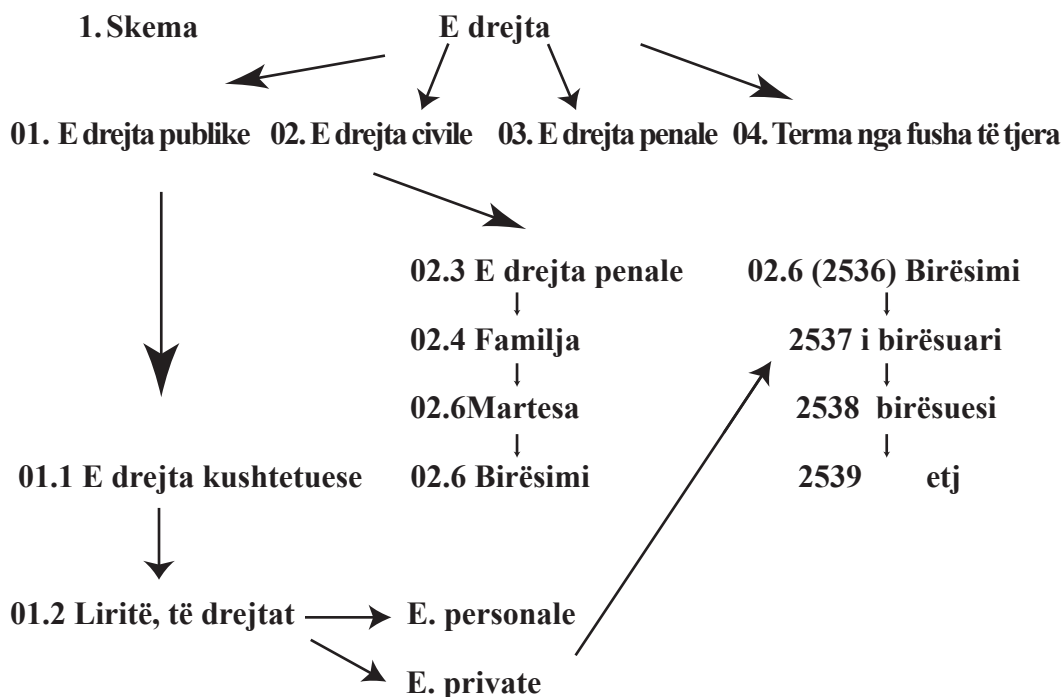 1. Skema E drejta
01. E drejta publike 02. E drejta civile 03. E drejta penale 04. Terma nga fusha të tjera
02.3 E drejta penale 02.6 (2536) Birësimi
02.4 Familja 2537 i birësuari
02.6Martesa 2538 birësuesi
01.1 E drejta kushtetuese 02.6 Birësimi 2539 etj
01.2 Liritë, të drejtat E. personale
E. private